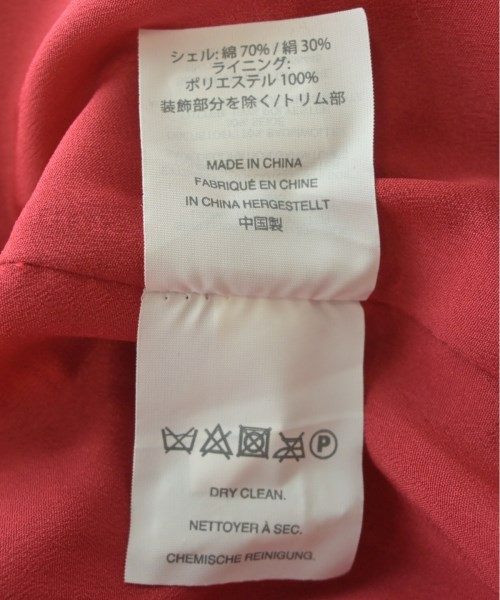 シェル: 綿 70% / 絹 30%
ライニング:
ポリエステル 100%
装飾部分を除く/トリム部
MADE IN CHINA
FABRIQUÉ EN CHINE
IN CHINA HERGESTELLT
中国製
P
DRY CLEAN.
NETTOYER À SEC.
CHEMISCHE REINIGUNG.